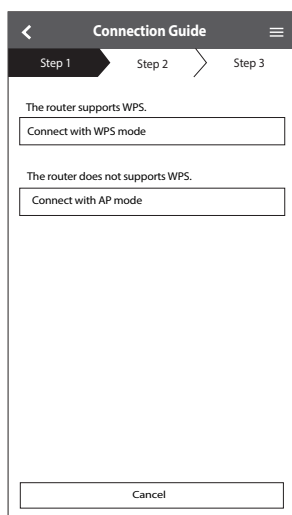 Connection Guide
Step 1
Step 2
Step 3
The router supports WPS.
Connect with WPS mode
The router does not supports WPS.
Connect with AP mode
Cancel